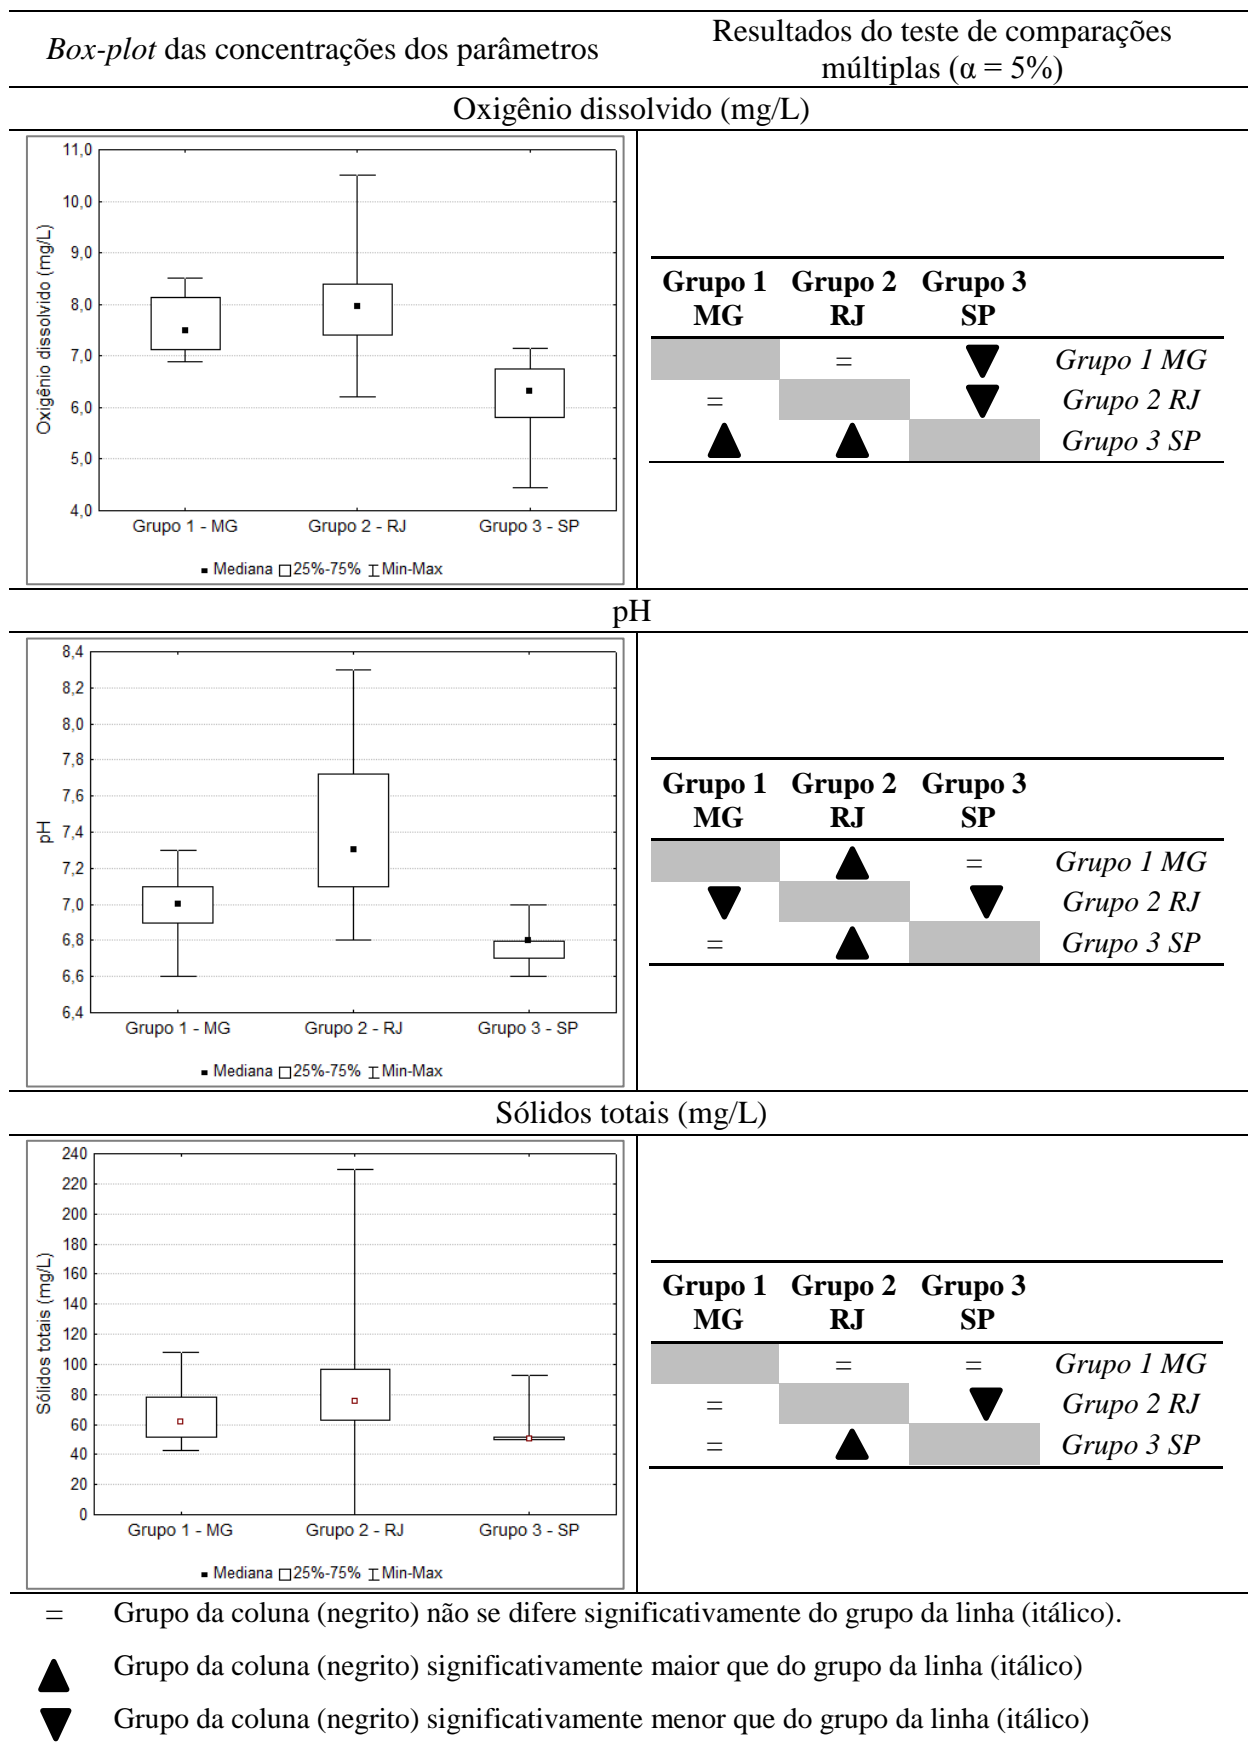 Box-plot das concentrações dos parâmetros
Resultados do teste de comparações
múltiplas (α = 5%)
Oxigênio dissolvido (mg/L)
Oxigênio dissolvido (mg/L)
11,0
10,0
9,0
8,0
7,0
6,0
5,0
4,0
Grupo 1 - MG Grupo 2 - RJ Grupo 3 - SP
Mediana 25%-75% Min-Max
Grupo 1 Grupo 2 Grupo 3
MG RJ SP
= ▼ Grupo 1 MG
= ▼ Grupo 2 RJ
▲ ▲ Grupo 3 SP
pH
pH
8,4
8,2
8,0
7,8
7,6
7,4
7,2
7,0
6,8
6,6
6,4
Grupo 1 - MG Grupo 2 - RJ Grupo 3 - SP
Mediana 25%-75% Min-Max
Grupo 1 Grupo 2 Grupo 3
MG RJ SP
▲ = Grupo 1 MG
▼ ▼ Grupo 2 RJ
= ▲ Grupo 3 SP
Sólidos totais (mg/L)
Sólidos totais (mg/L)
240
220
200
180
160
140
120
100
80
60
40
20
0
Grupo 1 - MG Grupo 2 - RJ Grupo 3 - SP
Mediana 25%-75% Min-Max
Grupo 1 Grupo 2 Grupo 3
MG RJ SP
= = Grupo 1 MG
= ▼ Grupo 2 RJ
= ▲ Grupo 3 SP
= Grupo da coluna (negrito) não se difere significativamente do grupo da linha (itálico).
▲ Grupo da coluna (negrito) significativamente maior que do grupo da linha (itálico)
▼ Grupo da coluna (negrito) significativamente menor que do grupo da linha (itálico)